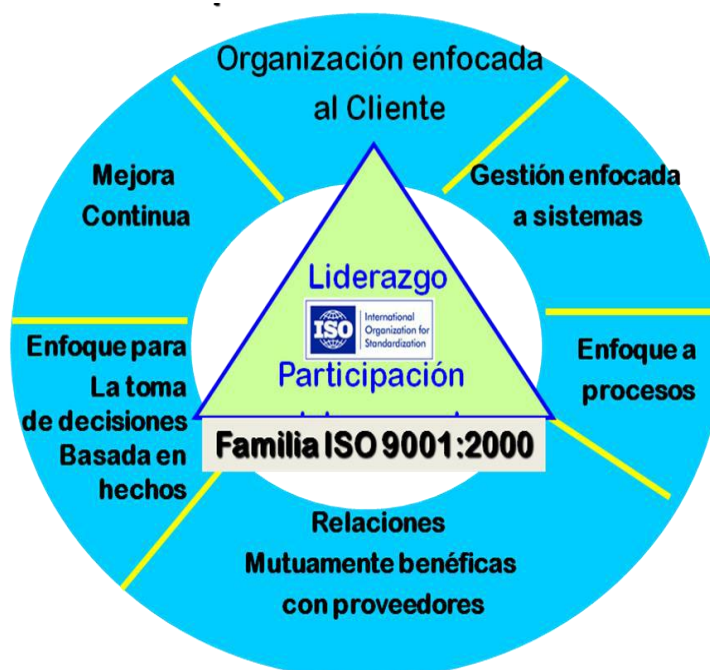 Organización enfocada
al Cliente
Mejora
Continua
Gestión enfocada
a sistemas
Liderazgo
ISO
International
Organization for
Standardization
Participación
Enfoque para
La toma
de decisiones
Basada en
hechos
Enfoque a
procesos
Familia ISO 9001:2000
Relaciones
Mutuamente benéficas
con proveedores